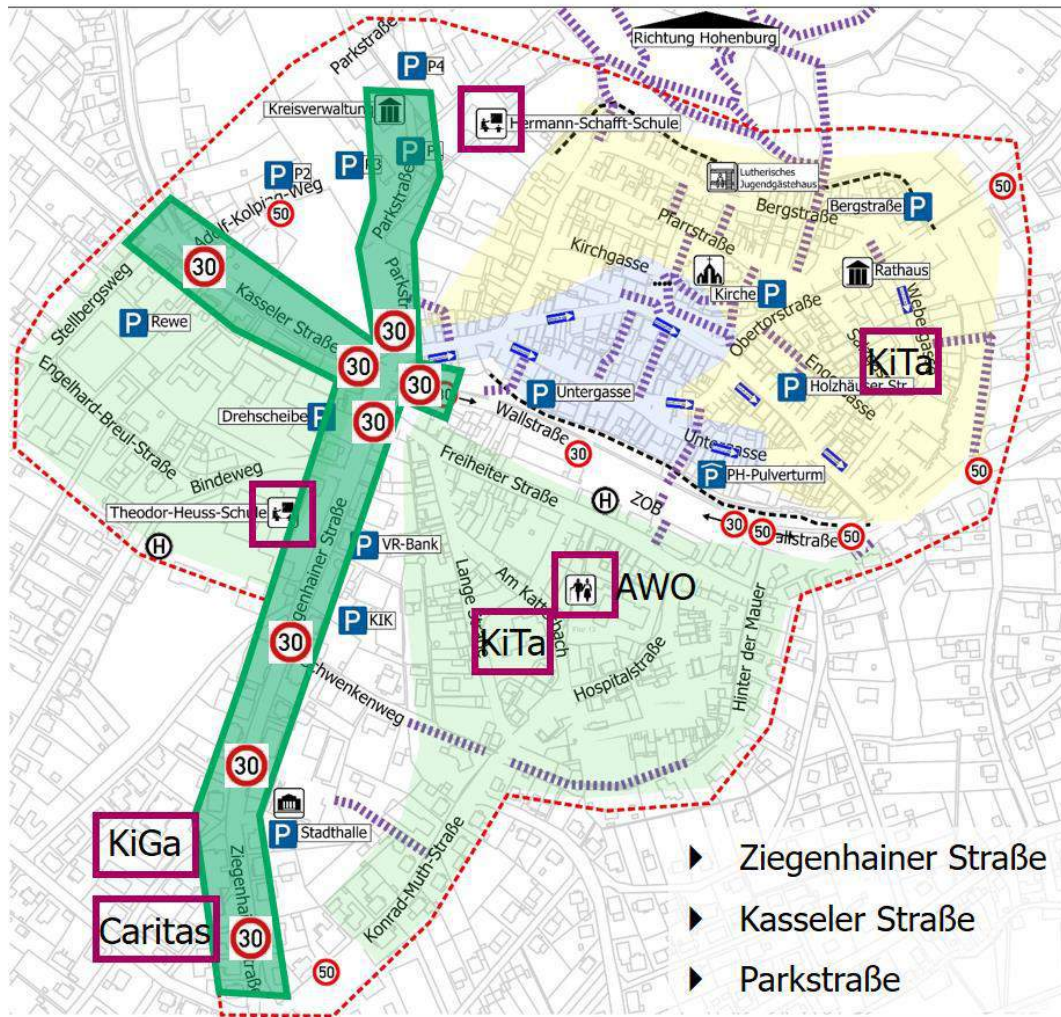 Richtung Hohenburg
Parkstraße
P P4
Kreisverwaltung
Hermann-Schafft-Schule
P P3
P
P P2
Adolf-Kolping-Weg
50
Parkstraße
Lutherisches
Jugendgästehaus
Bergstraße
Bergstraße P
50
Pfarrstraße
Kirchgasse
Kirche P
Rathaus
Obertorstraße
Webergasse
Stellbergsweg
30
Kasseler Straße
P Rewe
30
30
30
30
KiTa
P Holzhäuser Str.
P Untergasse
Engelhard-Breul-Straße
Drehscheibe P
30
Wallstraße
30
Untergasse
P PH-Pulverturm
50
Bindeweg
Freiheiter Straße
H ZOB
30 50
50
Theodor-Heuss-Schule
H
P VR-Bank
AWO
KiTa
P KIK
Hospitalstraße
Hinter der Mauer
30
30
P Stadthalle
KiGa
Caritas
30
50
Konrad-Muth-Straße
Ziegenhainer Straße
Kasseler Straße
Parkstraße